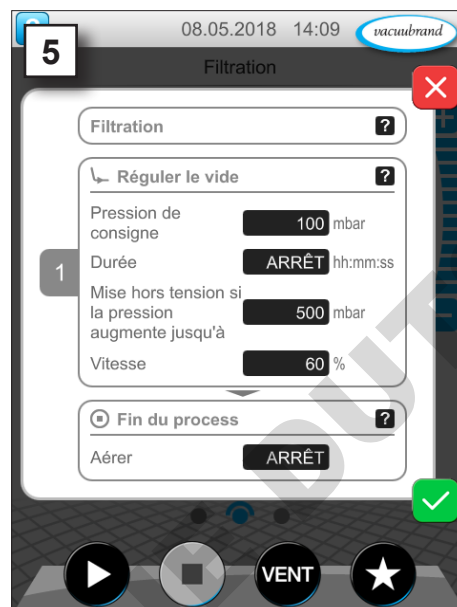 08.05.2018 14:09 vacuubrand
5
Filtration
Filtration ?
Réguler le vide ?
Pression de
consigne 100 mbar
1
Durée ARRÊT hh:mm:ss
Mise hors tension si
la pression
augmente jusqu'à 500 mbar
Vitesse 60 %
Fin du process ?
Aérer ARRÊT
VENT